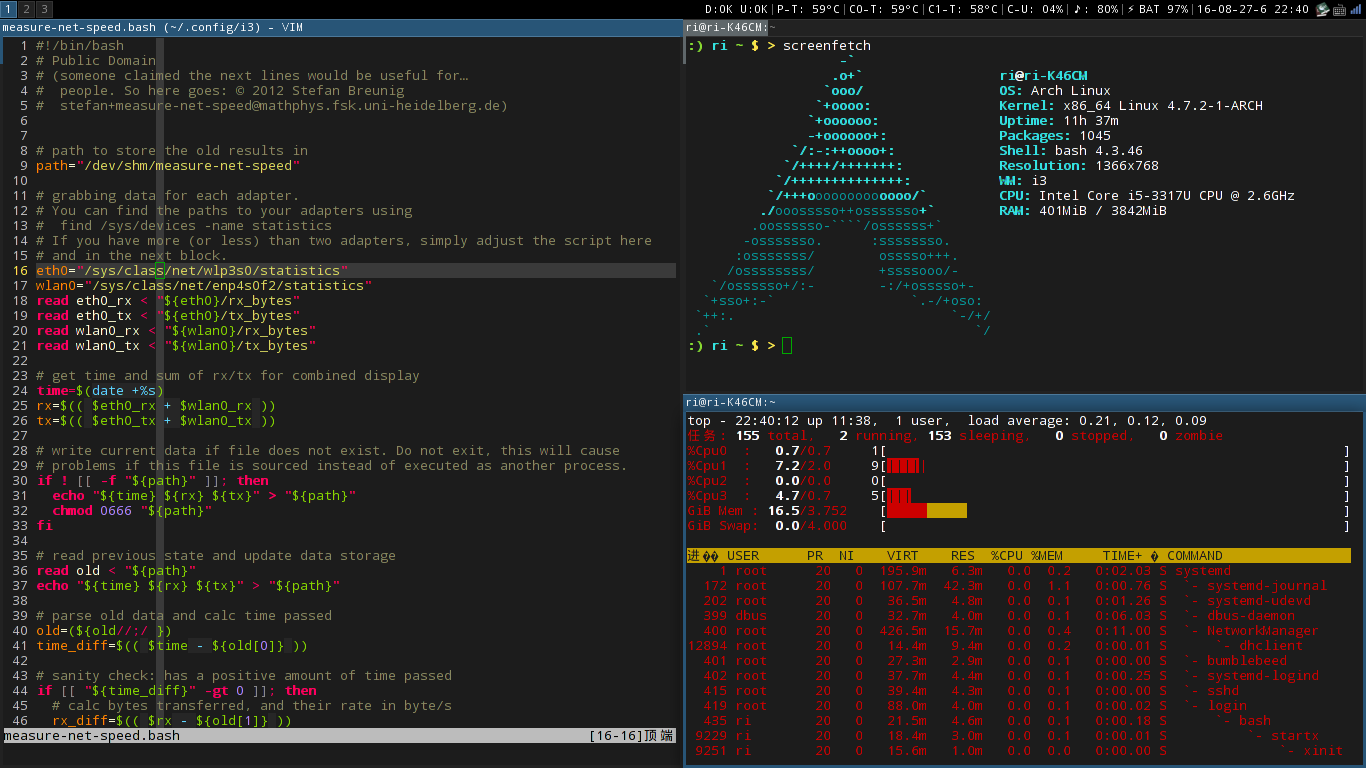 1 2 3
D:0K U:0K|P-T: 59°C|C0-T: 59°C|C1-T: 58°C|C-U: 04%|♪: 80%|⚡BAT 97%|16-08-27-6 22:40
measure-net-speed.bash (~/.config/i3) - VIM
1 #!/bin/bash
2 # Public Domain
3 # (someone claimed the next lines would be useful for…
4 #  people. So here goes: © 2012 Stefan Breunig
5 #  stefan+measure-net-speed@mathphys.fsk.uni-heidelberg.de)
6
7
8 # path to store the old results in
9 path="/dev/shm/measure-net-speed"
10
11 # grabbing data for each adapter.
12 # You can find the paths to your adapters using
13 #  find /sys/devices -name statistics
14 # If you have more (or less) than two adapters, simply adjust the script here
15 # and in the next block.
16 eth0="/sys/class/net/wlp3s0/statistics"
17 wlan0="/sys/class/net/enp4s0f2/statistics"
18 read eth0_rx < "${eth0}/rx_bytes"
19 read eth0_tx < "${eth0}/tx_bytes"
20 read wlan0_rx < "${wlan0}/rx_bytes"
21 read wlan0_tx < "${wlan0}/tx_bytes"
22
23 # get time and sum of rx/tx for combined display
24 time=$(date +%s)
25 rx=$(( $eth0_rx + $wlan0_rx ))
26 tx=$(( $eth0_tx + $wlan0_tx ))
27
28 # write current data if file does not exist. Do not exit, this will cause
29 # problems if this file is sourced instead of executed as another process.
30 if ! [[ -f "${path}" ]]; then
31   echo "${time} ${rx} ${tx}" > "${path}"
32   chmod 0666 "${path}"
33 fi
34
35 # read previous state and update data storage
36 read old < "${path}"
37 echo "${time} ${rx} ${tx}" > "${path}"
38
39 # parse old data and calc time passed
40 old=(${old//;/ })
41 time_diff=$(( $time - ${old[0]} ))
42
43 # sanity check: has a positive amount of time passed
44 if [[ "${time_diff}" -gt 0 ]]; then
45   # calc bytes transferred, and their rate in byte/s
46   rx_diff=$(( $rx - ${old[1]} ))
measure-net-speed.bash [16-16]顶端
ri@ri-K46CM:~
:) ri ~ $ > screenfetch
-`
.o+`
`ooo/
`+oooo:
`+oooooo:
-+oooooo+:
`/:-:++oooo+:
`/++++/+++++++:
`/++++++++++++++:
`/+++ooooooooooooo/`
./ooosssso++osssssso+`
.oossssso-````/ossssss+`
-osssssso.      :ssssssso.
:osssssss/        osssso+++.
/ossssssss/        +ssssooo/-
`/ossssso+/:-        -:/+osssso+-
`+sso+:-`                 `.-/+oso:
`++:.                           `-/+/
.`                                 `/
ri@ri-K46CM
OS: Arch Linux
Kernel: x86_64 Linux 4.7.2-1-ARCH
Uptime: 11h 37m
Packages: 1045
Shell: bash 4.3.46
Resolution: 1366x768
WM: i3
CPU: Intel Core i5-3317U CPU @ 2.6GHz
RAM: 401MiB / 3842MiB
:) ri ~ $ >
ri@ri-K46CM:~
top - 22:40:12 up 11:38,  1 user,  load average: 0.21, 0.12, 0.09
任务: 155 total,   2 running, 153 sleeping,   0 stopped,   0 zombie
%Cpu0  :   0.7/0.7     1[ ]
%Cpu1  :   7.2/2.0     9[||||| ]
%Cpu2  :   0.0/0.0     0[ ]
%Cpu3  :   4.7/0.7     5[||| ]
GiB Mem : 16.5/3.752   [ ]
GiB Swap:  0.0/4.000   [ ]
进�� USER      PR  NI    VIRT    RES  %CPU %MEM     TIME+ � COMMAND
1 root      20   0  195.9m   6.3m   0.0  0.2   0:02.03 S systemd
172 root      20   0  107.7m  42.3m   0.0  1.1   0:00.76 S  `- systemd-journal
202 root      20   0   36.5m   4.8m   0.0  0.1   0:01.26 S  `- systemd-udevd
399 dbus      20   0   32.7m   4.0m   0.0  0.1   0:06.03 S  `- dbus-daemon
400 root      20   0  426.5m  15.7m   0.0  0.4   0:11.00 S  `- NetworkManager
12894 root      20   0   14.4m   9.4m   0.0  0.2   0:00.01 S      `- dhclient
401 root      20   0   27.3m   2.9m   0.0  0.1   0:00.00 S  `- bumblebeed
402 root      20   0   37.7m   4.4m   0.0  0.1   0:00.25 S  `- systemd-logind
415 root      20   0   39.4m   4.3m   0.0  0.1   0:00.00 S  `- sshd
419 root      20   0   88.0m   4.0m   0.0  0.1   0:00.02 S  `- login
435 ri        20   0   21.5m   4.6m   0.0  0.1   0:00.18 S      `- bash
9229 ri        20   0   18.4m   3.0m   0.0  0.1   0:00.01 S          `- startx
9251 ri        20   0   15.6m   1.0m   0.0  0.0   0:00.00 S              `- xinit